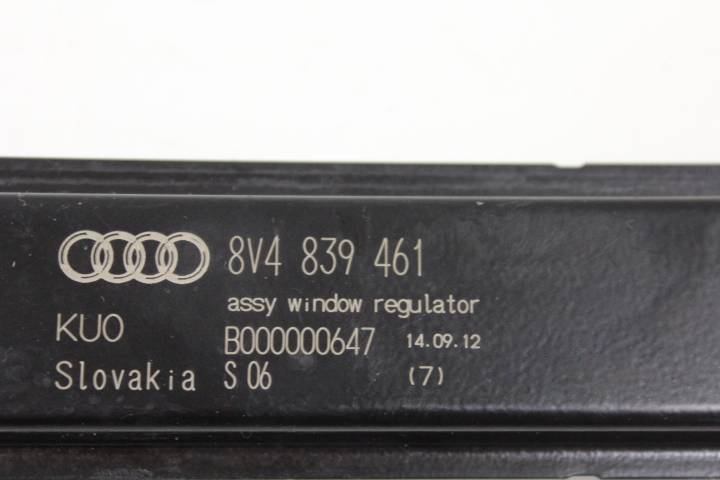 8V4 839 461
assy window regulator
KUO B000000647 14.09.12
Slovakia S 06 (7)